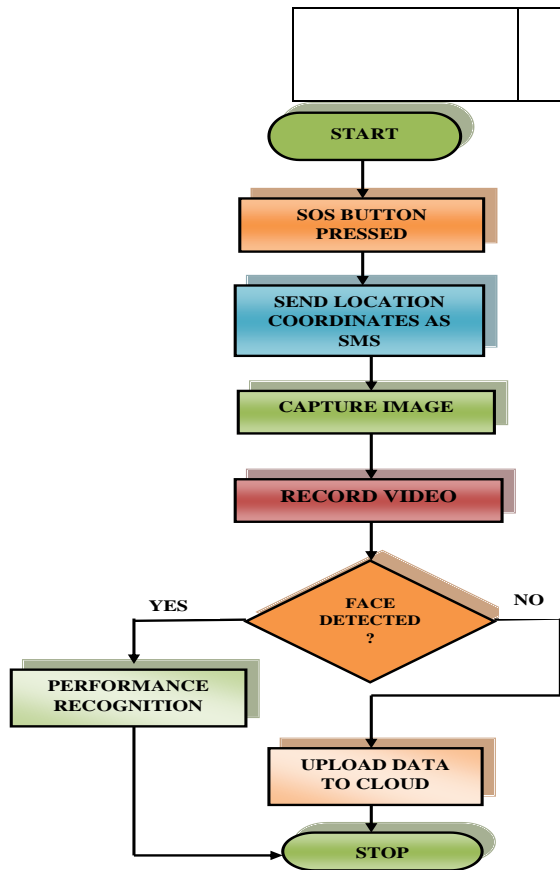 START
SOS BUTTON
PRESSED
SEND LOCATION
COORDINATES AS
SMS
CAPTURE IMAGE
RECORD VIDEO
FACE
DETECTED
?
YES
NO
PERFORMANCE
RECOGNITION
UPLOAD DATA
TO CLOUD
STOP